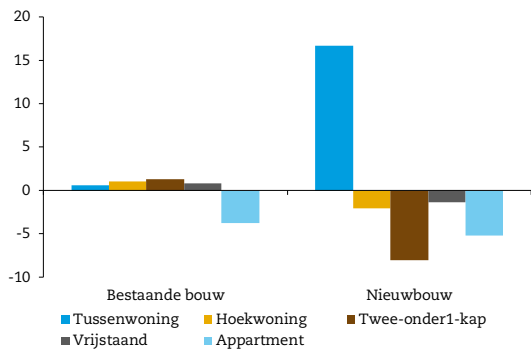 20
15
10
5
0
-5
-10
Bestaande bouw Nieuwbouw
Tussenwoning Hoekwoning Twee-onder1-kap
Vrijstaand Appartment